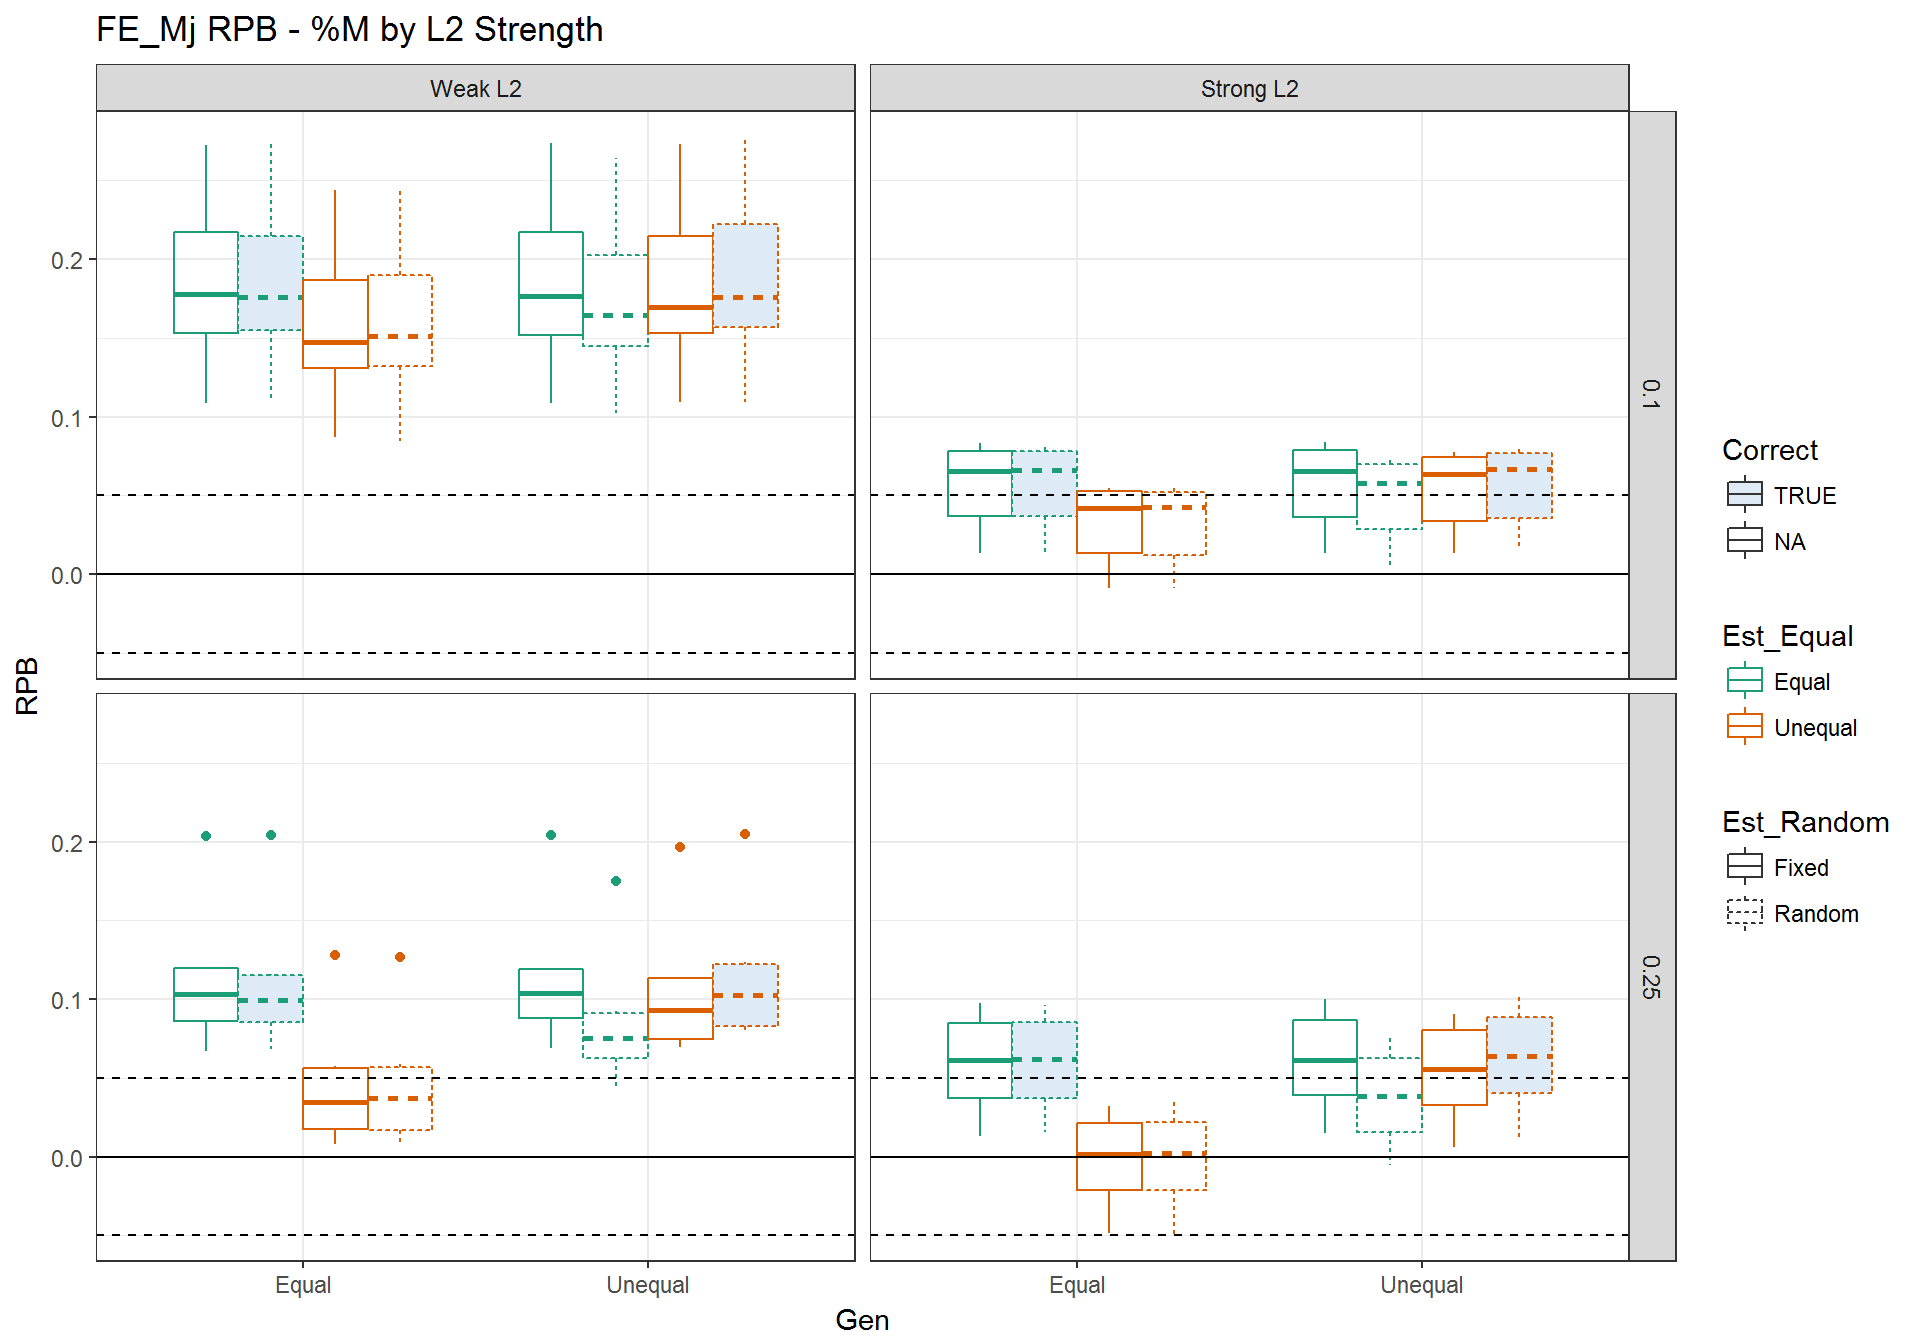 FE_Mj RPB - %M by L2 Strength
Weak L2
Strong L2
0.2
0.1
0.0
0.1
RPB
0.2
0.1
0.0
0.25
Equal
Unequal
Equal
Unequal
Gen
Correct
TRUE
NA
Est_Equal
Equal
Unequal
Est_Random
Fixed
Random